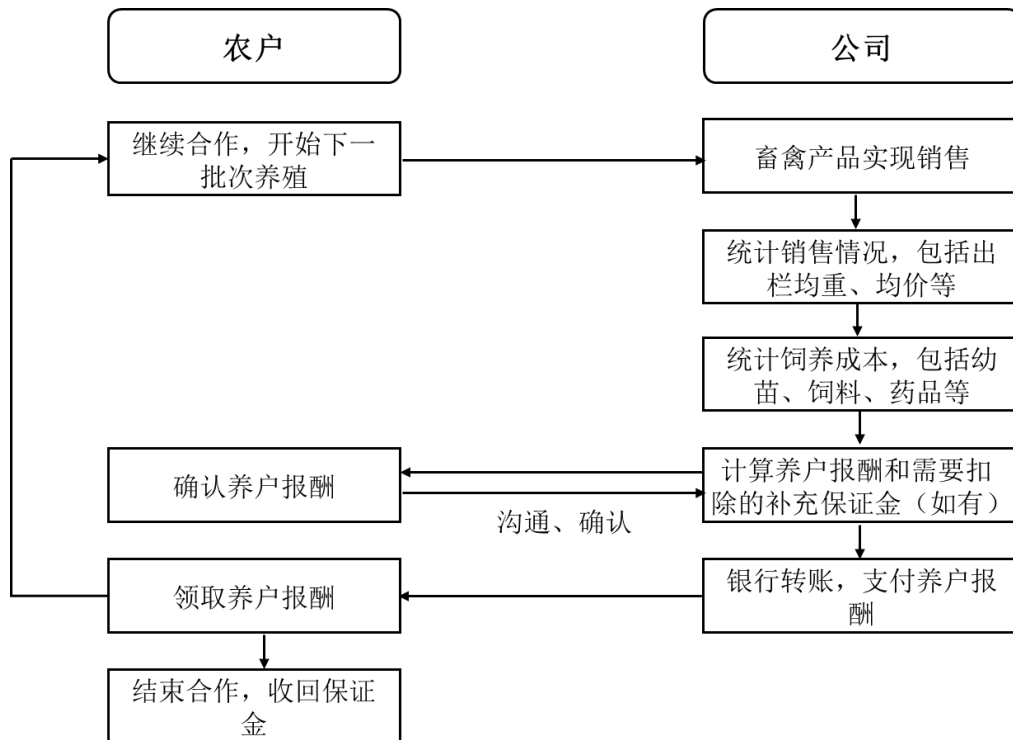 农户
公司
继续合作，开始下一
批次养殖
畜禽产品实现销售
统计销售情况，包括出
栏均重、均价等
统计饲养成本，包括幼
苗、饲料、药品等
确认养户报酬
计算养户报酬和需要扣
除的补充保证金（如有）
沟通、确认
领取养户报酬
银行转账，支付养户报
酬
结束合作，收回保证
金